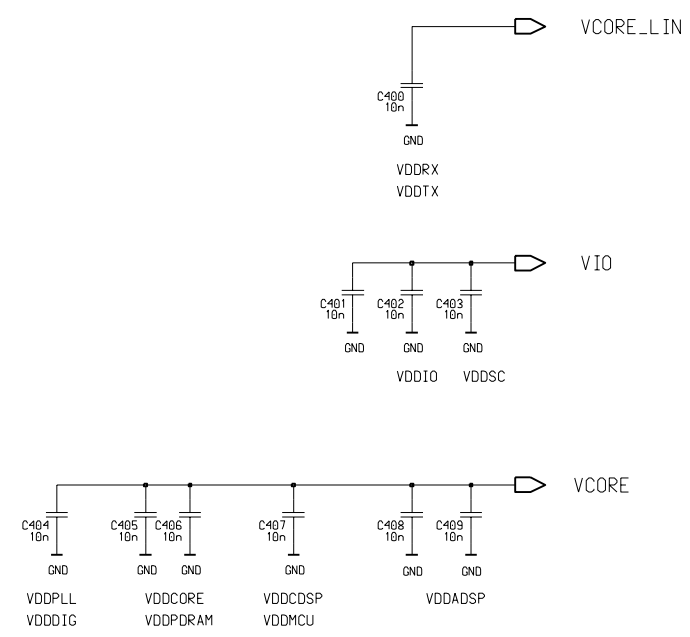 VCORE_LIN
C400
10n
GND
VDDRX
VDDTX
VIO
C401 C402 C403
10n 10n 10n
GND GND GND
VDDIO VDDSC
VCORE
C404 C405 C406 C407 C408 C409
10n 10n 10n 10n 10n 10n
GND GND GND GND GND GND
VDDPLL VDDCORE VDDCDSP VDDADSP
VDDDIG VDDPDRAM VDDMCU